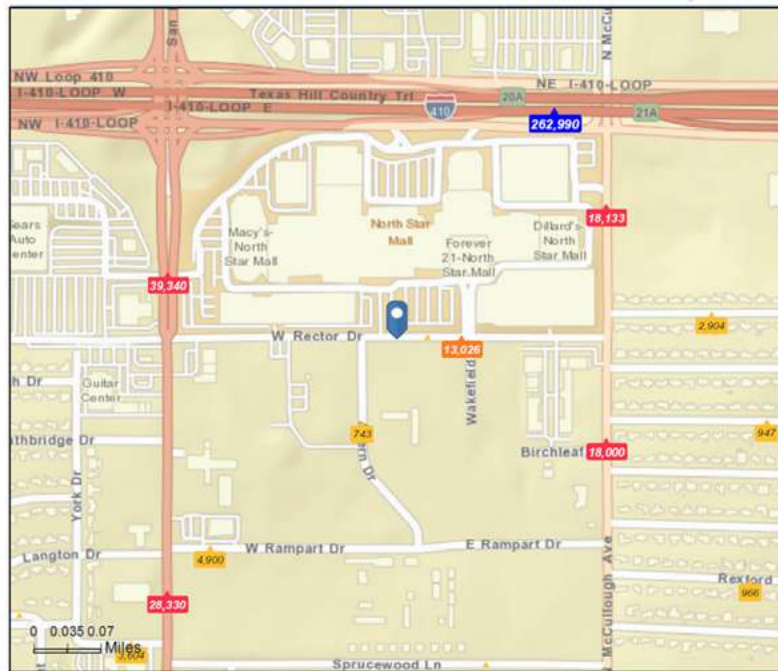 San
N McCu
NW Loop 410
I-410-LOOP W
Texas Hill Country Trl
NE I-410-LOOP
20A
I-410-LOOP E
410
21A
NW I-410-LOOP
262,990
18,133
Macy's-
North
Star Mall
North Star
Mall
Forever
21-North
Star Mall
Dillard's-
North
Star Mall
Sears
Auto
Center
39,340
2,904
W Rector Dr
13,026
Guitar
Center
Wakefield
743
947
18,000
Birchleaf
York Dr
Langton Dr
4,900
W Rampart Dr
E Rampart Dr
N McCullough Ave
Rexford
966
28,330
0 0.035 0.07
Miles
3,604
Sprucewood Ln